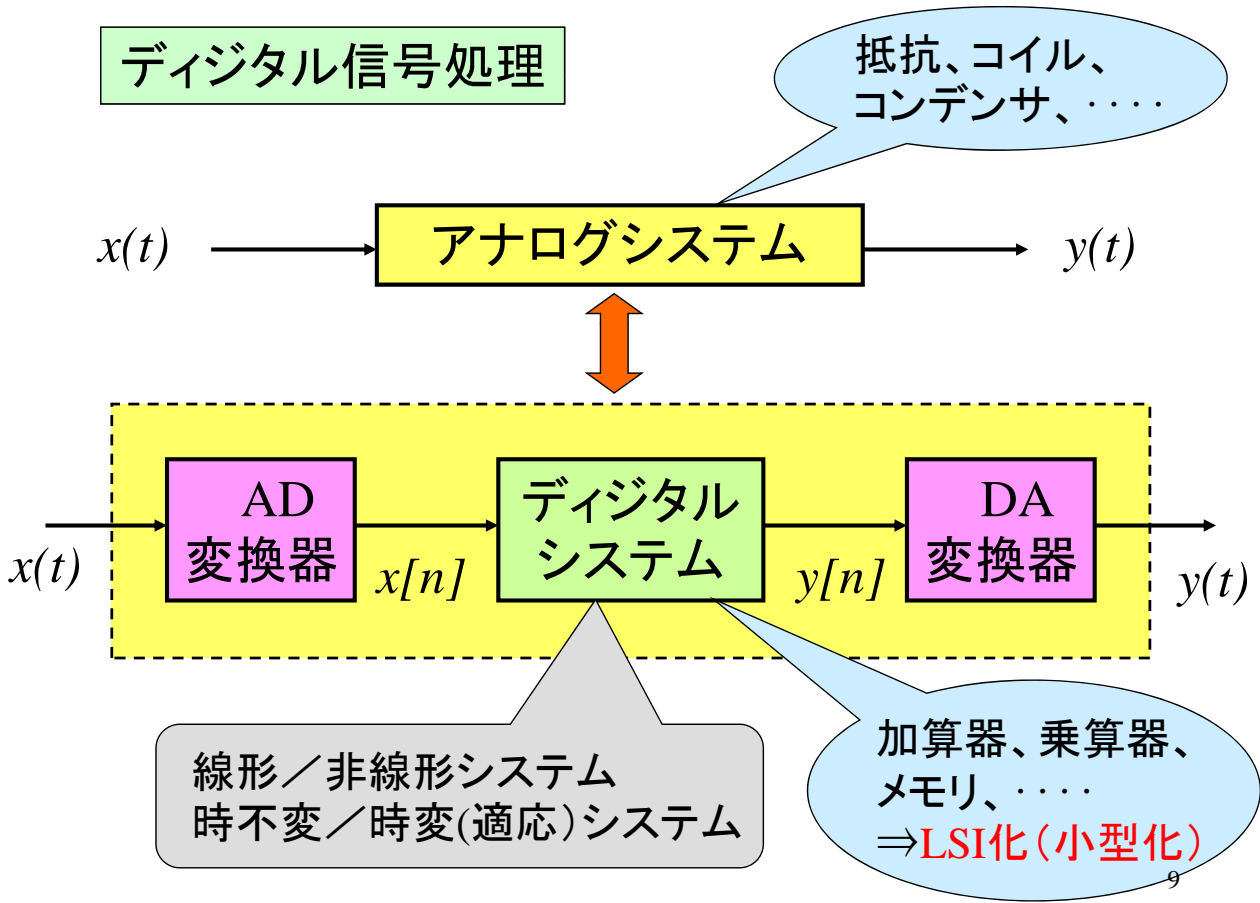 ディジタル信号処理
抵抗、コイル、
コンデンサ、････
x(t)
アナログシステム
y(t)
x(t)
AD
変換器
x[n]
ディジタル
システム
y[n]
DA
変換器
y(t)
線形／非線形システム
時不変／時変(適応）システム
加算器、乗算器、
メモリ、････
⇒LSI化（小型化）
9